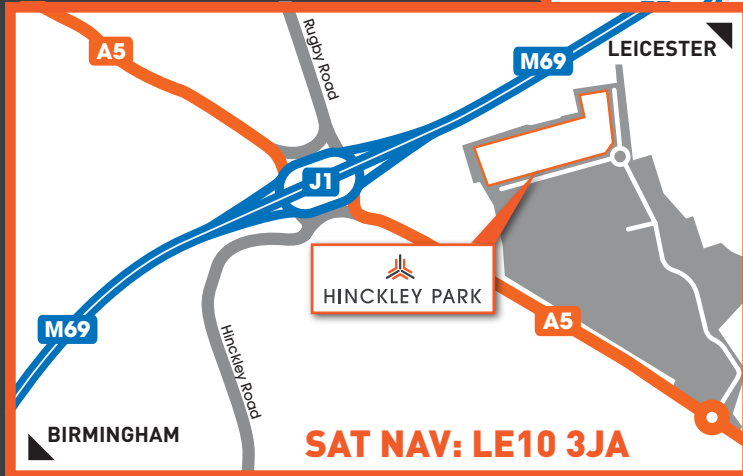 A5
Rugby Road
M69
LEICESTER
J1
HINCKLEY PARK
A5
M69
Hinckley Road
BIRMINGHAM
SAT NAV: LE10 3JA